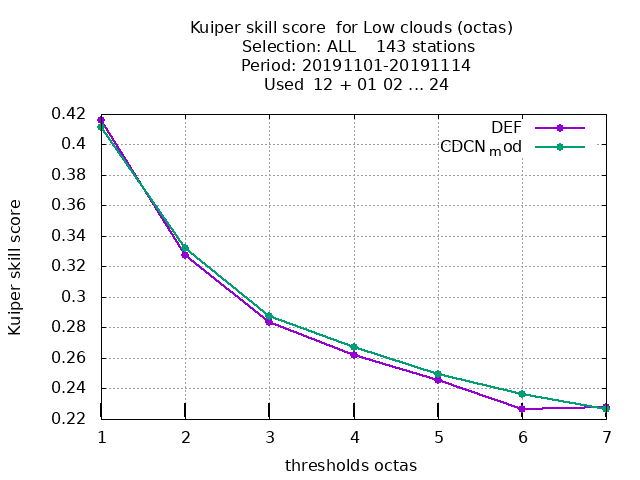 Kuiper skill score for Low clouds (octas)
Selection: ALL 143 stations
Period: 20191101-20191114
Used 12 + 01 02 ... 24
Kuiper skill score
0.42
0.4
0.38
0.36
0.34
0.32
0.3
0.28
0.26
0.24
0.22
DEF
CDCNmod
1 2 3 4 5 6 7
thresholds octas